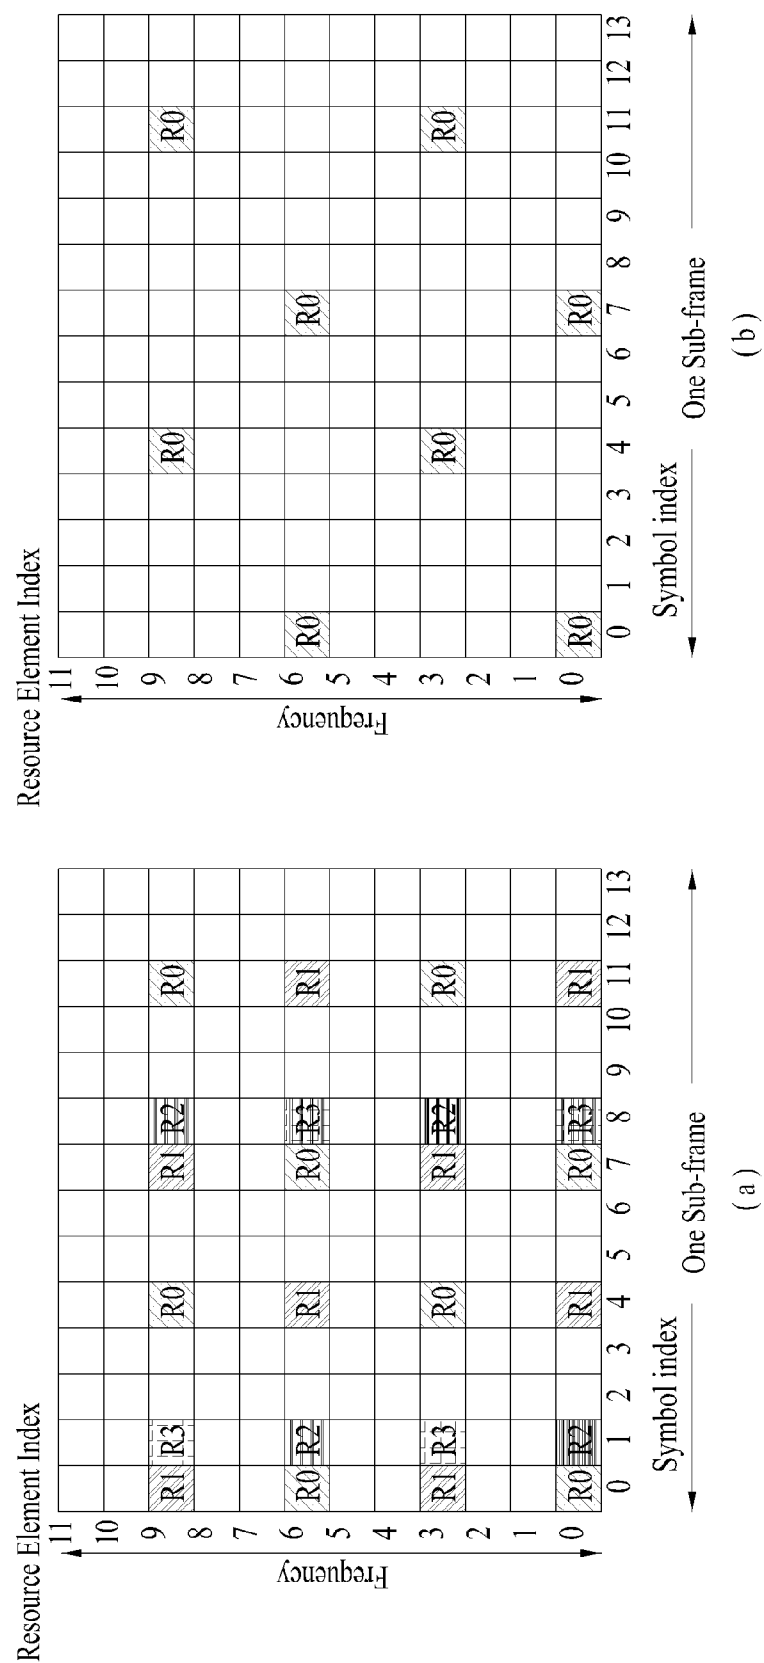 Resource Element Index
Frequency
11
10
9 R1 R3 R0 R1 R2 R0
8
7
6 R0 R2 R1 R0 R3 R1
5
4
3 R1 R3 R0 R1 R2 R0
2
1
0 R0 R2 R1 R0 R3 R1
0 1 2 3 4 5 6 7 8 9 10 11 12 13
Symbol index
One Sub-frame
( a )
Resource Element Index
Frequency
11
10
9 R0 R0
8
7
6 R0 R0
5
4
3 R0 R0
2
1
0 R0 R0
0 1 2 3 4 5 6 7 8 9 10 11 12 13
Symbol index
One Sub-frame
( b )